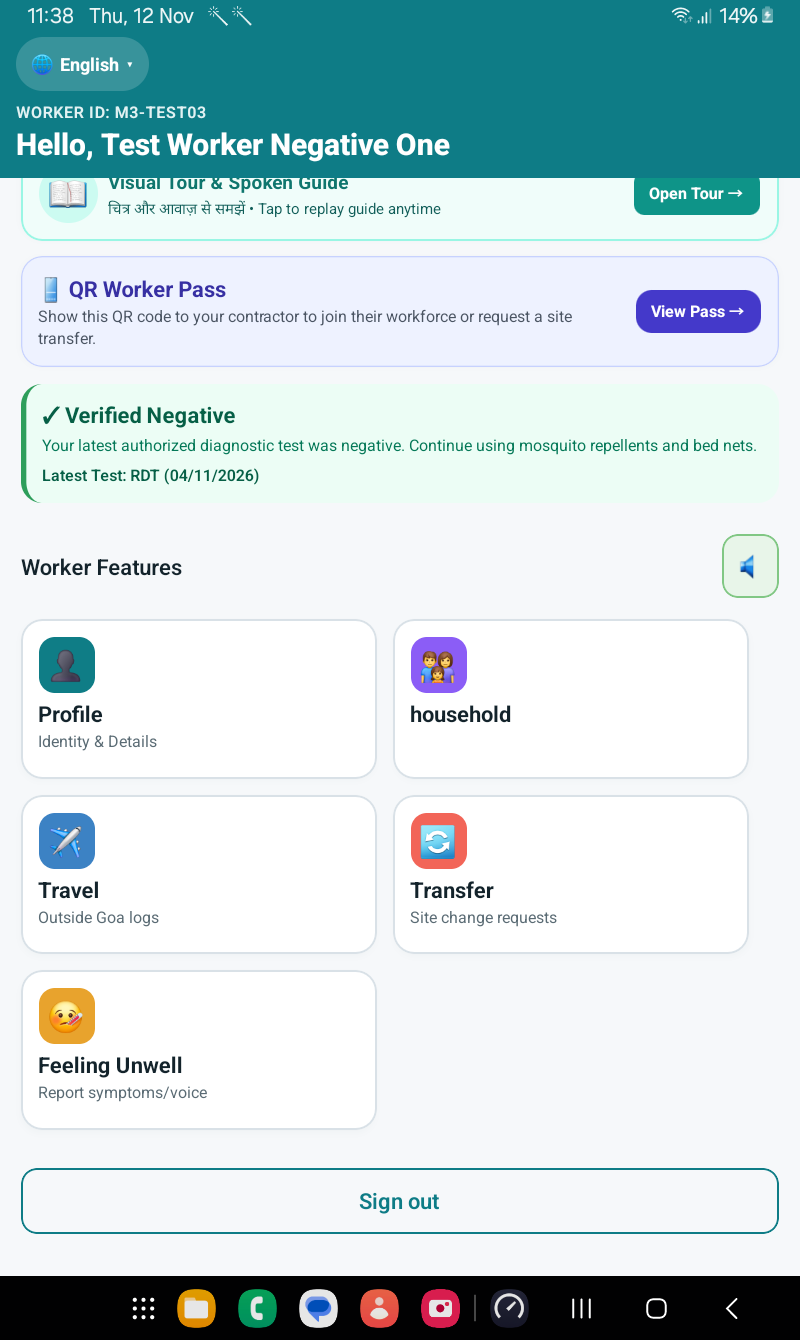 11:38 Thu, 12 Nov 14%
English
WORKER ID: M3-TEST03
Hello, Test Worker Negative One
Visual Tour & Spoken Guide
चित्र और आवाज़ से समझें • Tap to replay guide anytime
Open Tour →
QR Worker Pass
Show this QR code to your contractor to join their workforce or request a site
transfer.
View Pass →
✓ Verified Negative
Your latest authorized diagnostic test was negative. Continue using mosquito repellents and bed nets.
Latest Test: RDT (04/11/2026)
Worker Features
Profile
Identity & Details
household
Travel
Outside Goa logs
Transfer
Site change requests
Feeling Unwell
Report symptoms/voice
Sign out